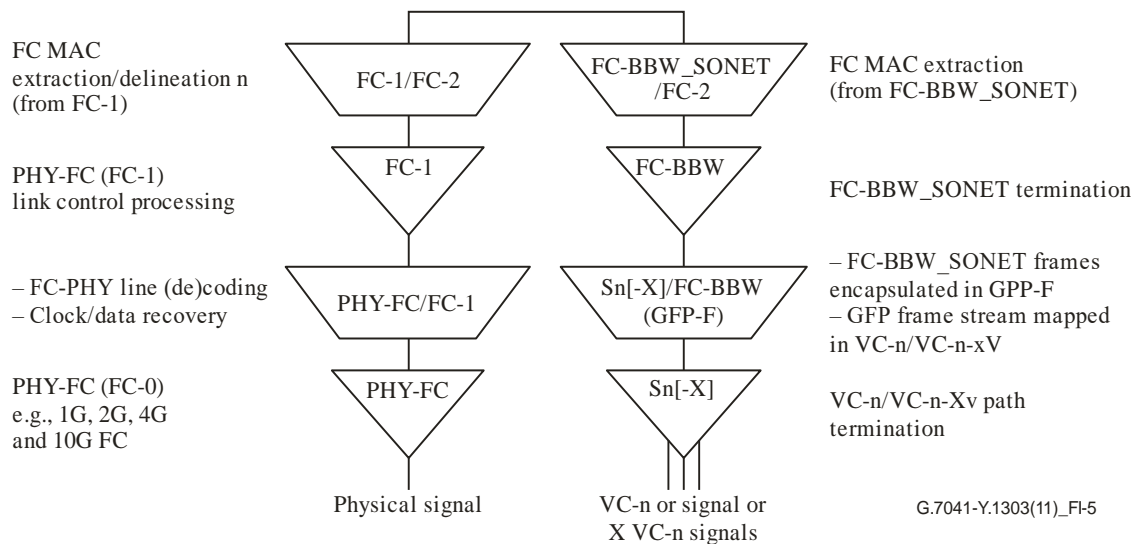 FC MAC
extraction/delineation n
(from FC-1)
FC-1/FC-2
FC-BBW_SONET
/FC-2
FC MAC extraction
(from FC-BBW_SONET)
PHY-FC (FC-1)
link control processing
FC-1
FC-BBW
FC-BBW_SONET termination
– FC-PHY line (de)coding
– Clock/data recovery
PHY-FC/FC-1
Sn[-X]/FC-BBW
(GFP-F)
– FC-BBW_SONET frames
encapsulated in GPP-F
– GFP frame stream mapped
in VC-n/VC-n-xV
PHY-FC (FC-0)
e.g., 1G, 2G, 4G
and 10G FC
PHY-FC
Sn[-X]
VC-n/VC-n-Xv path
termination
Physical signal
VC-n or signal or
X VC-n signals
G.7041-Y.1303(11)_FI-5